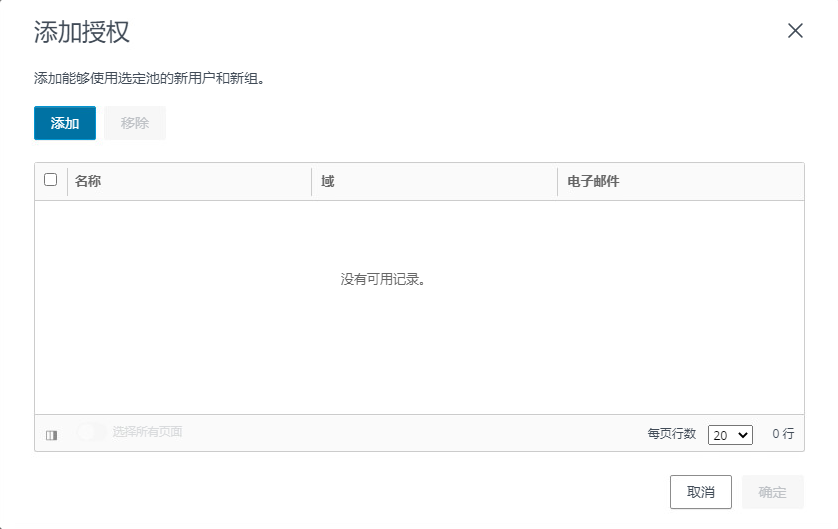 添加授权
添加能够使用选定池的新用户和新组。
添加 移除
名称 域 电子邮件
没有可用记录。
选择所有页面 每页行数 20 0 行
取消 确定